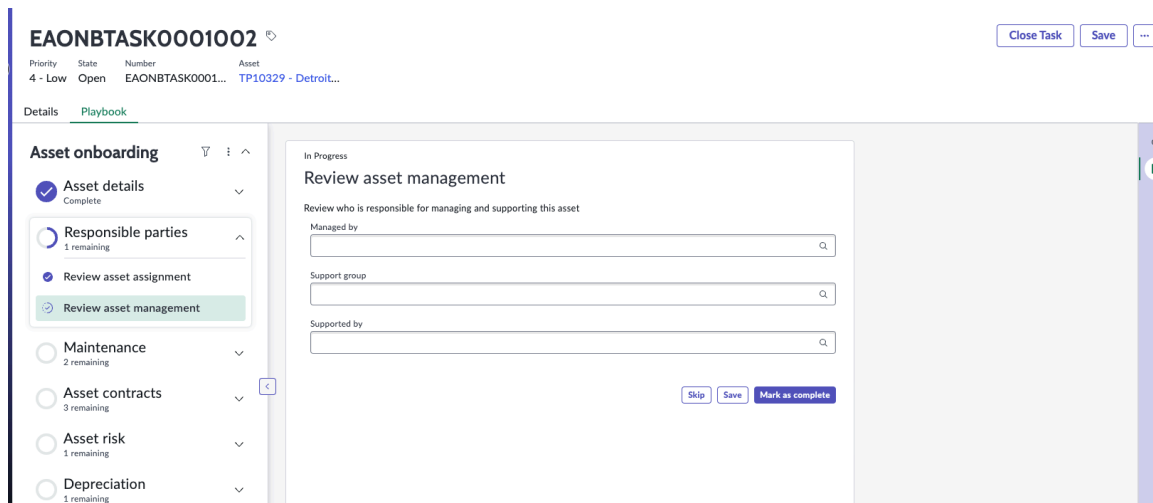 EAONBTASK0001002
Close Task Save ...
Priority State Number Asset
4 - Low Open EAONBTASK0001... TP10329 - Detroit...
Details Playbook
Asset onboarding
Asset details
Complete
Responsible parties
1 remaining
Review asset assignment
Review asset management
Maintenance
2 remaining
Asset contracts
3 remaining
Asset risk
1 remaining
Depreciation
1 remaining
In Progress
Review asset management
Review who is responsible for managing and supporting this asset
Managed by
Support group
Supported by
Skip Save Mark as complete